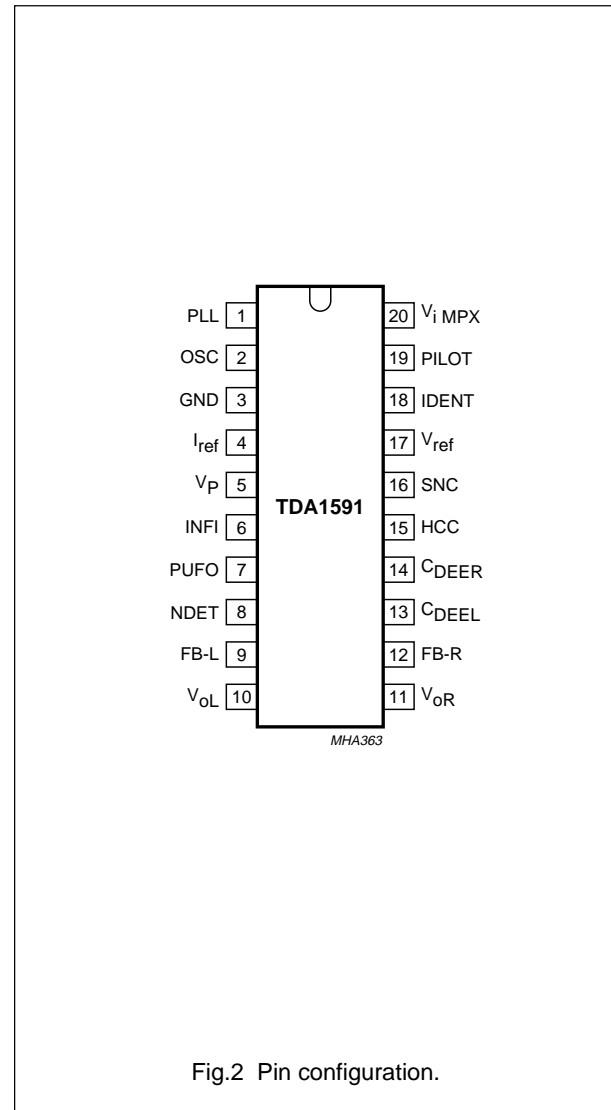 PLL 1 20 Vi MPX
OSC 2 19 PILOT
GND 3 18 IDENT
Iref 4 17 Vref
VP 5 16 SNC
TDA1591
INFI 6 15 HCC
PUFO 7 14 CDEER
NDET 8 13 CDEEL
FB-L 9 12 FB-R
VoL 10 11 VoR
MHA363
Fig.2 Pin configuration.